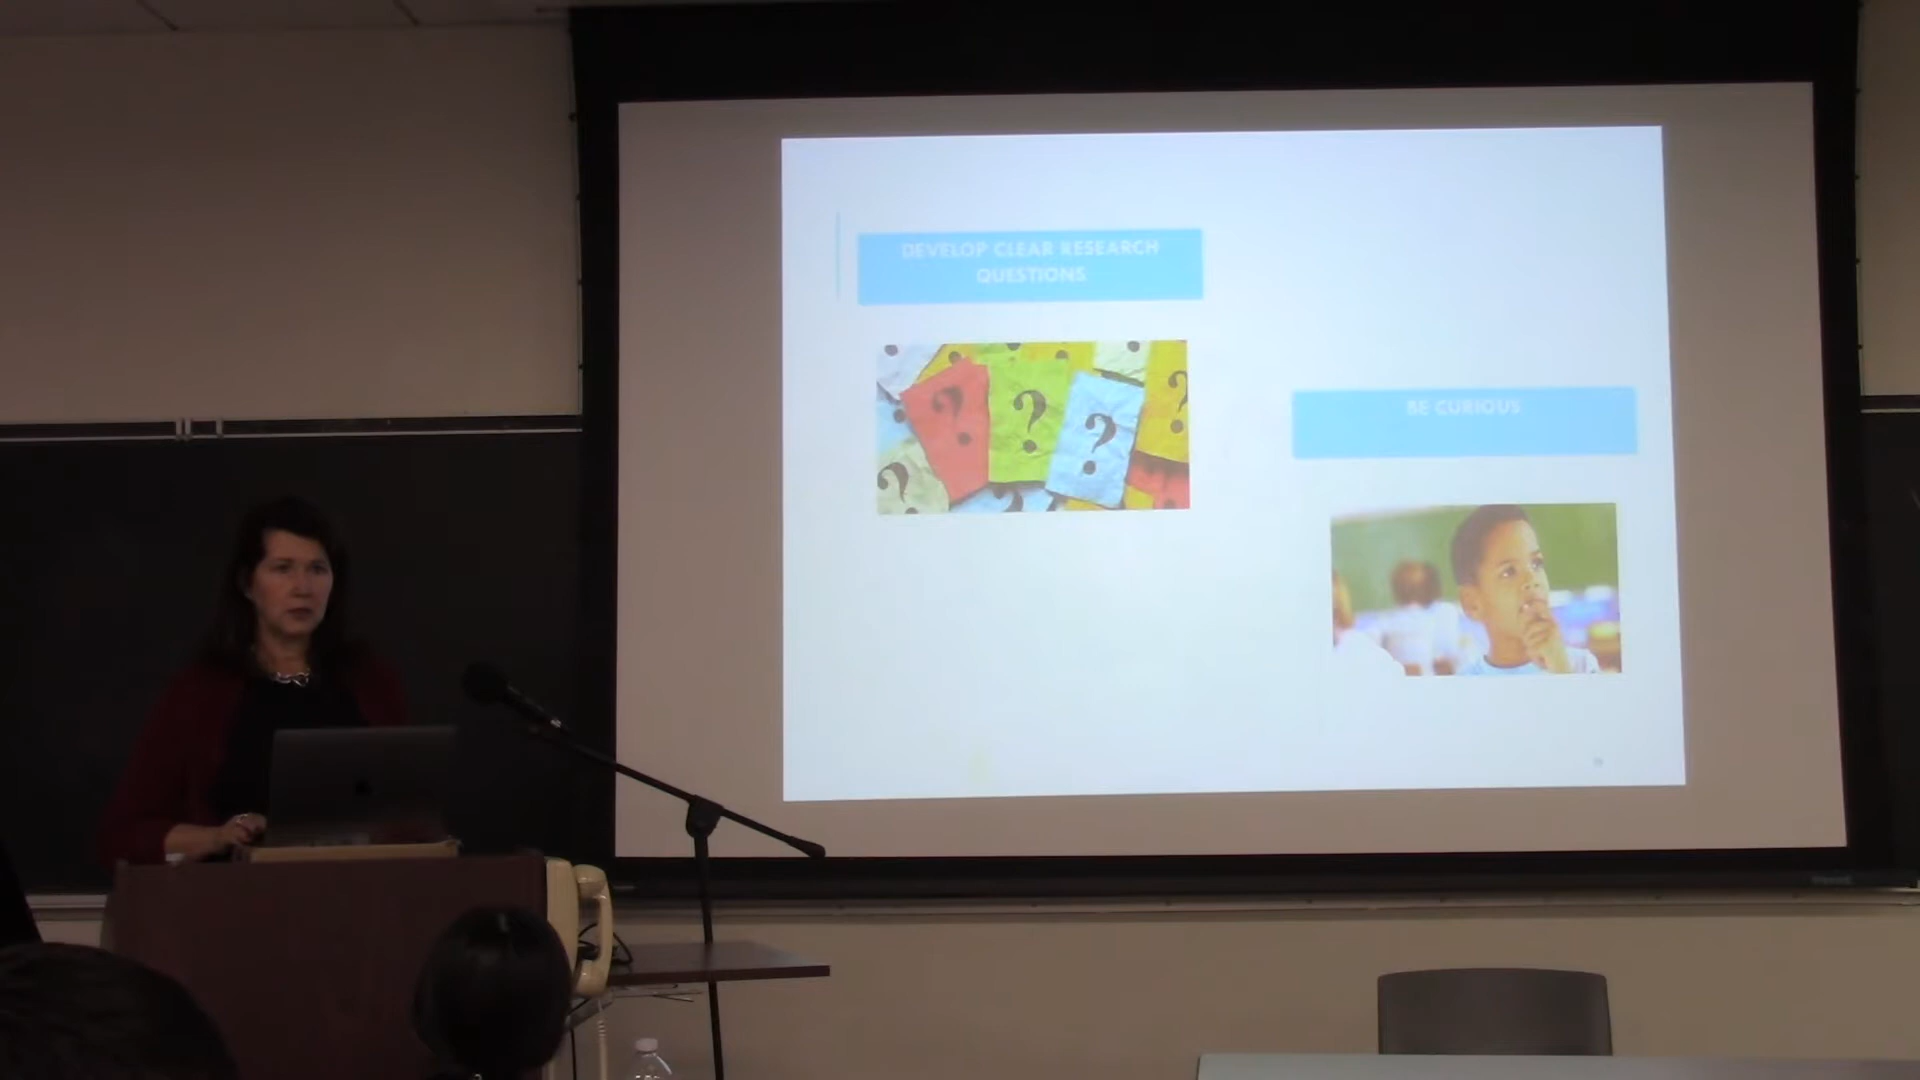 DEVELOP CLEAR RESEARCH
QUESTIONS
? ? ? ? ?
BE CURIOUS